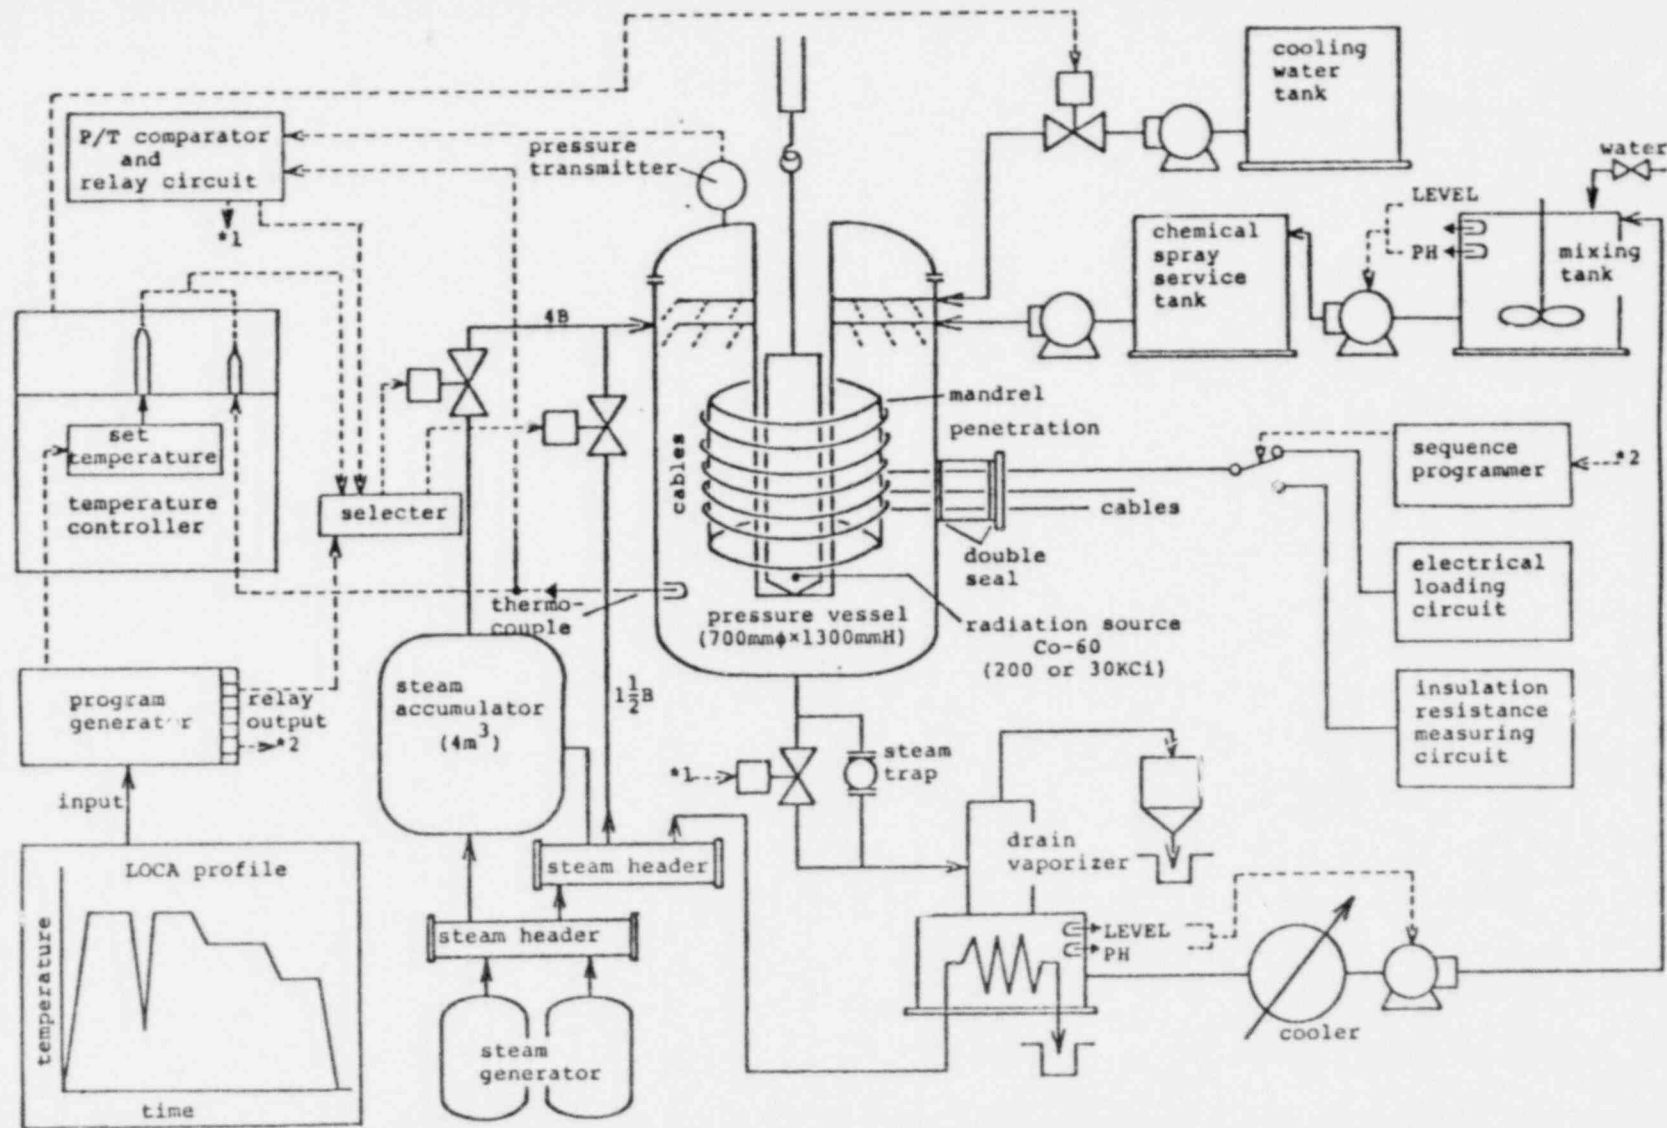 cooling
water
tank
P/T comparator
and
relay circuit
*1
pressure
transmitter
water
LEVEL
PH
mixing
tank
chemical
spray
service
tank
4B
set
temperature
temperature
controller
selecter
cables
mandrel
penetration
cables
double
seal
sequence
programmer
*2
electrical
loading
circuit
insulation
resistance
measuring
circuit
thermo-
couple
pressure vessel
(700mmφ×1300mmH)
radiation source
Co-60
(200 or 30KCi)
program
generator
relay
output
*2
input
steam
accumulator
(4m³)
1½B
*1
steam
trap
drain
vaporizer
LEVEL
PH
cooler
steam header
steam header
steam
generator
LOCA profile
temperature
time